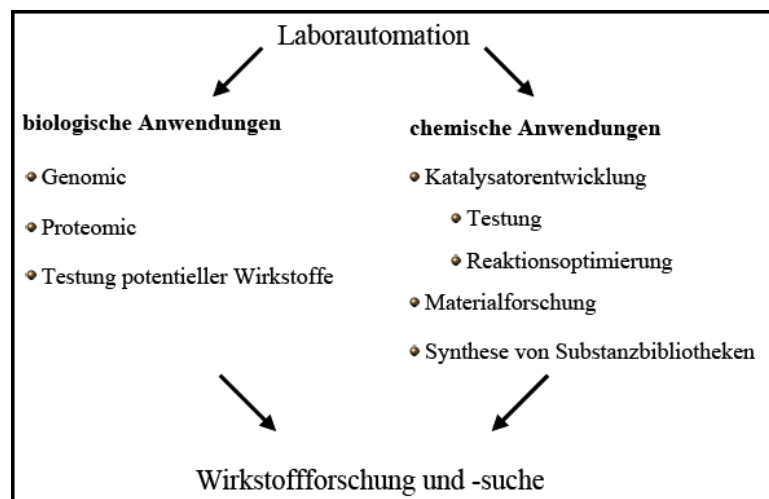 Laborautomation
biologische Anwendungen
Genomic
Proteomic
Testung potentieller Wirkstoffe
chemische Anwendungen
Katalysatorentwicklung
Testung
Reaktionsoptimierung
Materialforschung
Synthese von Substanzbibliotheken
Wirkstoffforschung und -suche